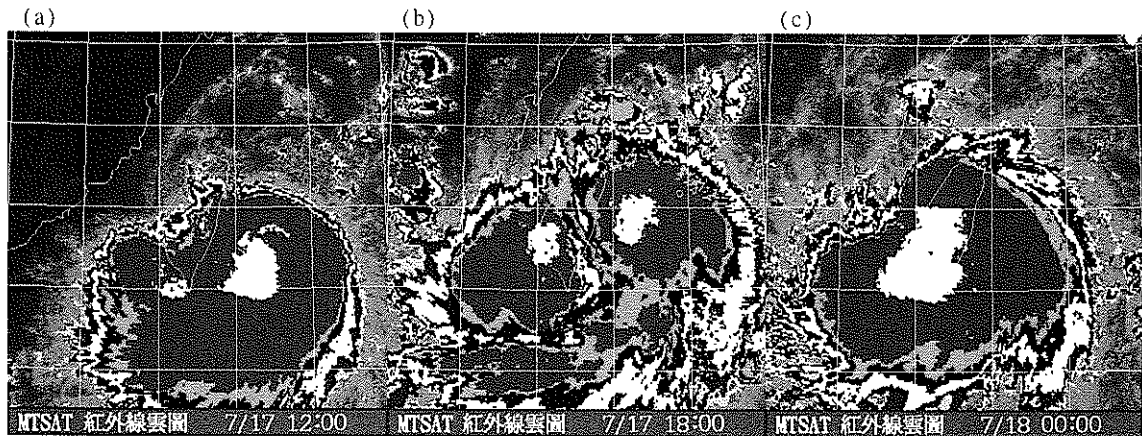 (a)
(b)
(c)
MTSAT 紅外線雲圖 7/17 12:00
MTSAT 紅外線雲圖 7/17 18:00
MTSAT 紅外線雲圖 7/18 00:00